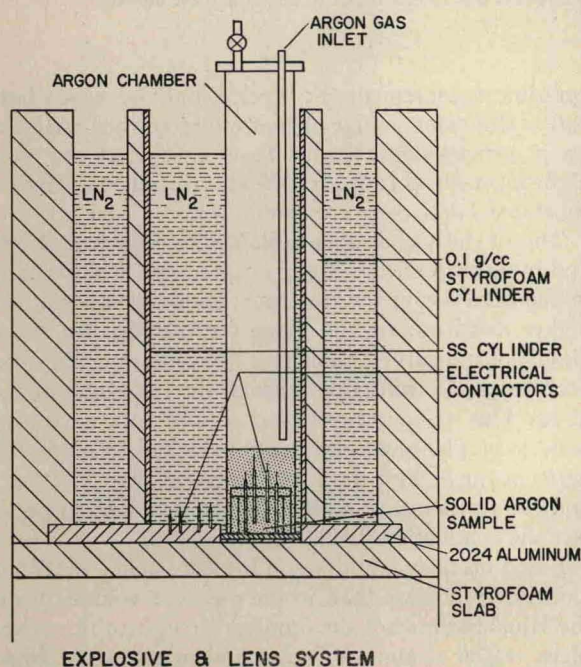 ARGON GAS
INLET
ARGON CHAMBER
LN2
LN2
LN2
0.1 g/cc
STYROFOAM
CYLINDER
SS CYLINDER
ELECTRICAL
CONTACTORS
SOLID ARGON
SAMPLE
2024 ALUMINUM
STYROFOAM
SLAB
EXPLOSIVE & LENS SYSTEM